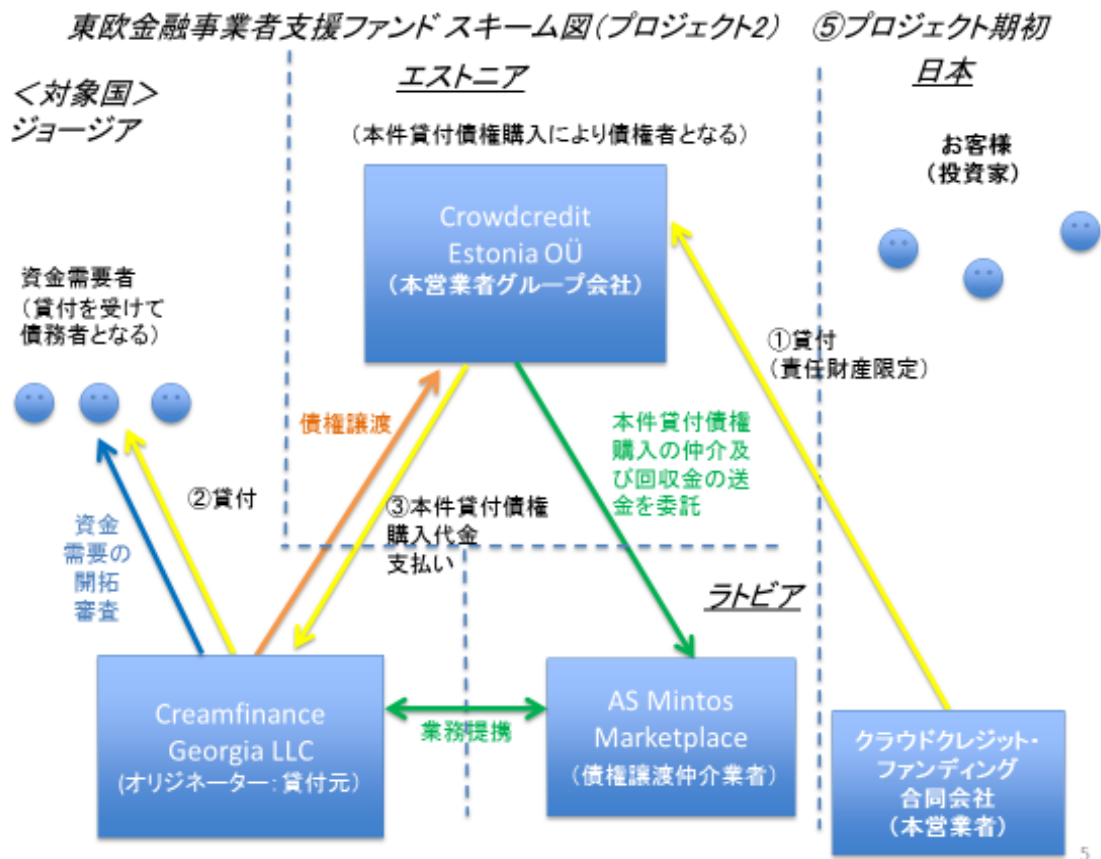 東欧金融事業者支援ファンド スキーム図(プロジェクト2) ⑤プロジェクト期初
<対象国>
ジョージア
エストニア
日本
(本件貸付債権購入により債権者となる)
お客様
(投資家)
Crowdcredit
Estonia OÜ
(本営業者グループ会社)
資金需要者
(貸付を受けて
債務者となる)
①貸付
(責任財産限定)
債権譲渡
本件貸付債権
購入の仲介及
び回収金の送
金を委託
②貸付
③本件貸付債権
購入代金
支払い
資金
需要の
開拓
審査
ラトビア
Creamfinance
Georgia LLC
(オリジネーター:貸付元)
業務提携
AS Mintos
Marketplace
(債権譲渡仲介業者)
クラウドクレジット・
ファンディング
合同会社
(本営業者)
5